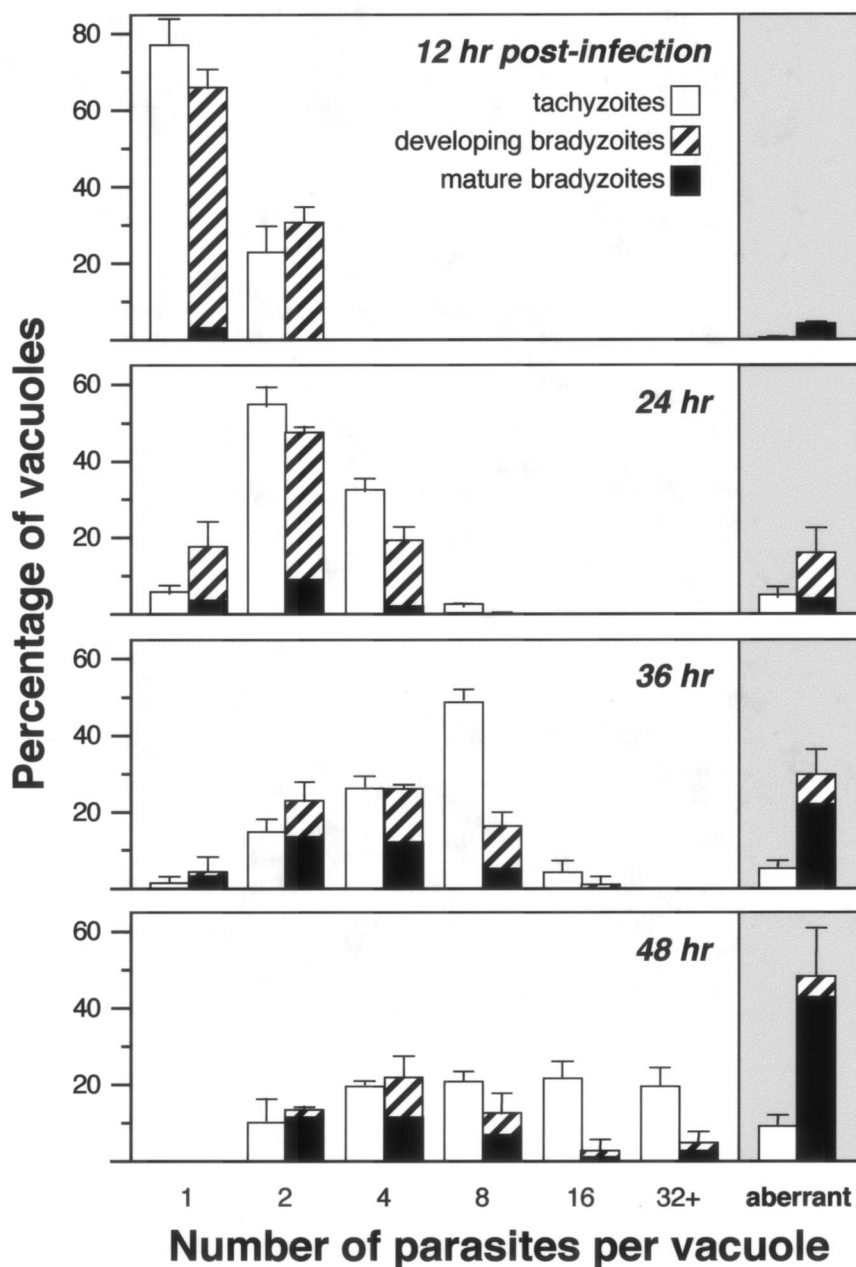 Percentage of vacuoles
12 hr post-infection
tachyzoites
developing bradyzoites
mature bradyzoites
80
60
40
20
24 hr
60
40
20
36 hr
60
40
20
48 hr
60
40
20
1 2 4 8 16 32+ aberrant
Number of parasites per vacuole